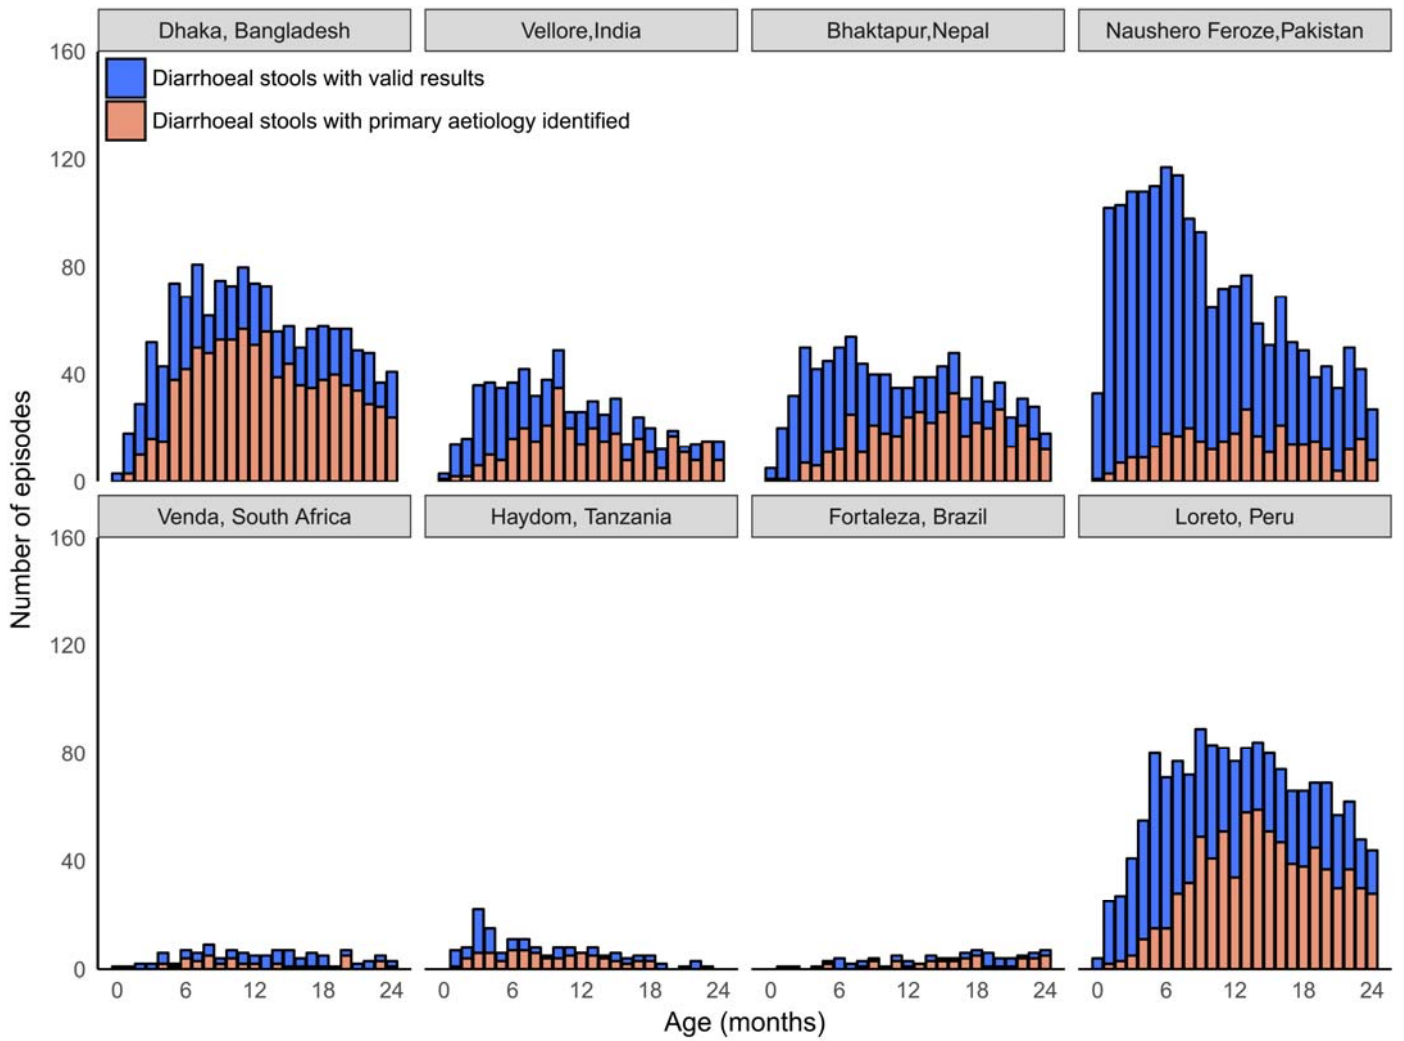 Dhaka, Bangladesh
Vellore,India
Bhaktapur,Nepal
Naushero Feroze,Pakistan
Diarrhoeal stools with valid results
Diarrhoeal stools with primary aetiology identified
160
120
80
40
0
Number of episodes
Venda, South Africa
Haydom, Tanzania
Fortaleza, Brazil
Loreto, Peru
160
120
80
40
0
0 6 12 18 24
0 6 12 18 24
0 6 12 18 24
0 6 12 18 24
Age (months)